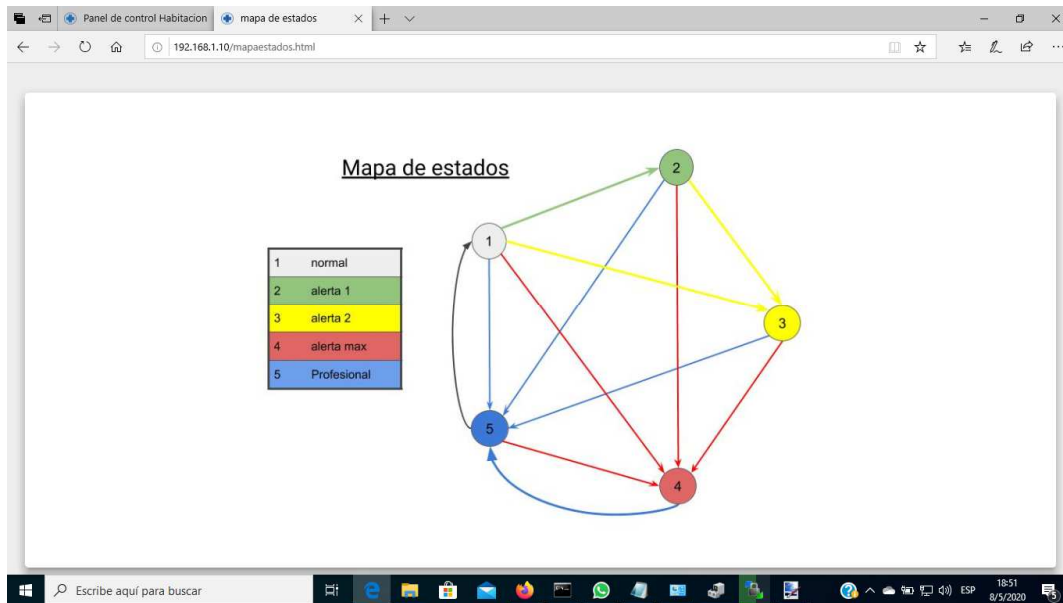 Panel de control Habitacion
mapa de estados
192.168.1.10/mapaestados.html
Mapa de estados
1 normal
2 alerta 1
3 alerta 2
4 alerta max
5 Profesional
2
1
3
5
4
Escribe aquí para buscar
ESP
18:51
8/5/2020